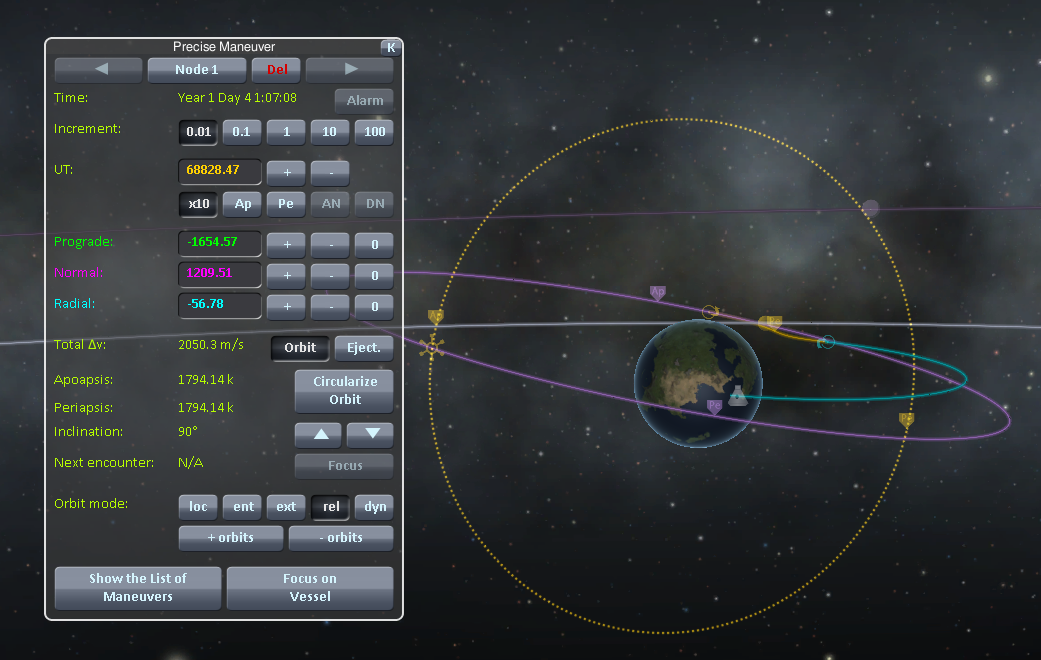 Precise Maneuver
K
Node 1 Del
Time: Year 1 Day 4 1:07:08 Alarm
Increment: 0.01 0.1 1 10 100
UT: 68828.47 + -
x10 Ap Pe AN DN
Prograde: -1654.57 + - 0
Normal: 1209.51 + - 0
Radial: -56.78 + - 0
Total Δv: 2050.3 m/s Orbit Eject.
Apoapsis: 1794.14 k
Circularize
Orbit
Periapsis: 1794.14 k
Inclination: 90°
Next encounter: N/A Focus
Orbit mode: loc ent ext rel dyn
+ orbits - orbits
Show the List of
Maneuvers
Focus on
Vessel
Ap
Pe